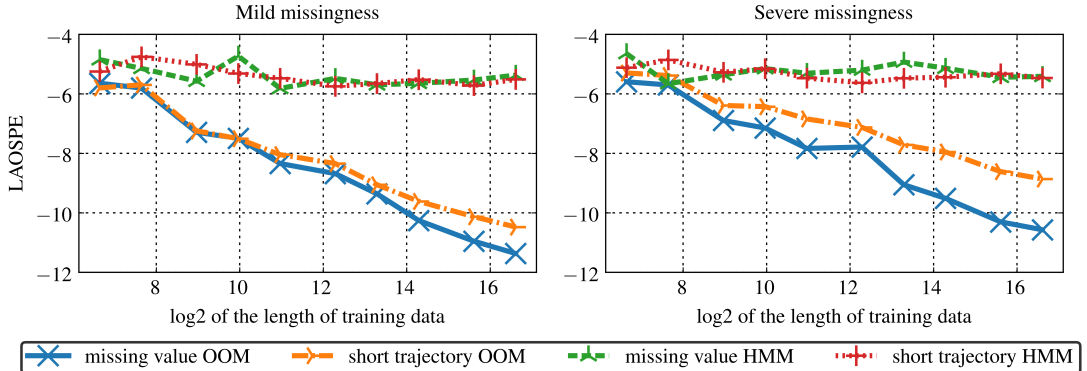 Mild missingness
Severe missingness
−4
−6
−8
−10
−12
LAOSPE
8 10 12 14 16
log2 of the length of training data
−4
−6
−8
−10
−12
8 10 12 14 16
log2 of the length of training data
missing value OOM short trajectory OOM missing value HMM short trajectory HMM